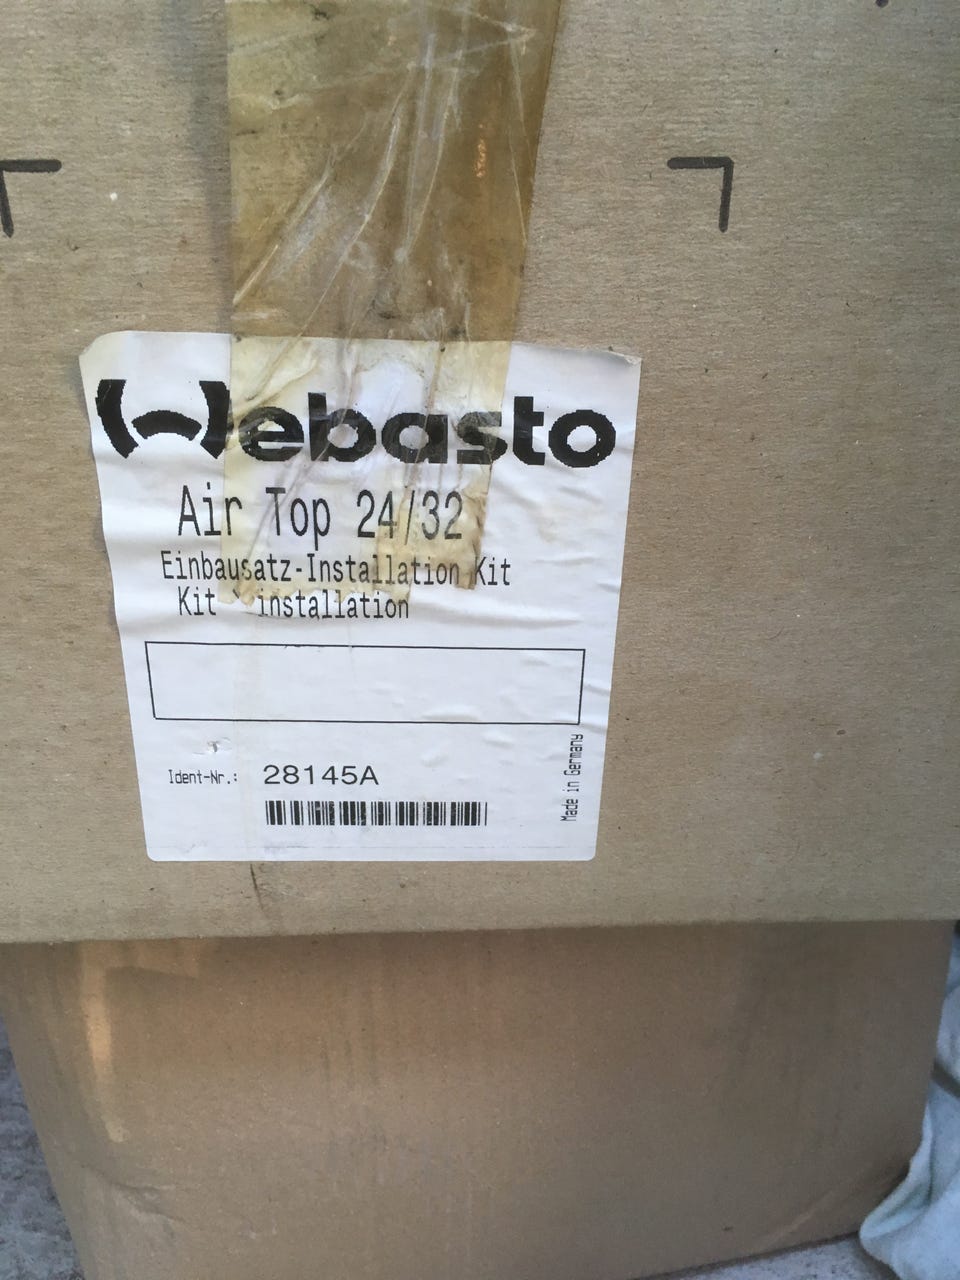 Webasto
Air Top 24/32
Einbausatz-Installation Kit
Kit installation
Ident-Nr.: 28145A
Made in Germany